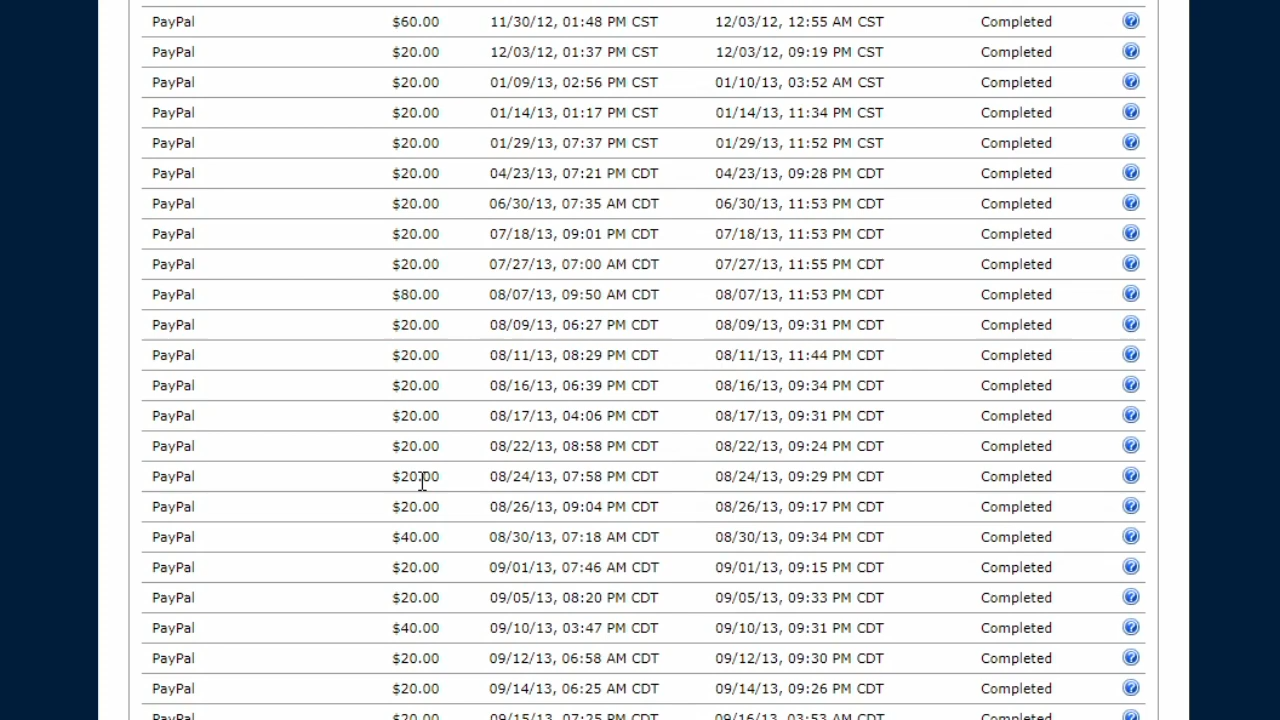 PayPal $60.00 11/30/12, 01:48 PM CST 12/03/12, 12:55 AM CST Completed
PayPal $20.00 12/03/12, 01:37 PM CST 12/03/12, 09:19 PM CST Completed
PayPal $20.00 01/09/13, 02:56 PM CST 01/10/13, 03:52 AM CST Completed
PayPal $20.00 01/14/13, 01:17 PM CST 01/14/13, 11:34 PM CST Completed
PayPal $20.00 01/29/13, 07:37 PM CST 01/29/13, 11:52 PM CST Completed
PayPal $20.00 04/23/13, 07:21 PM CDT 04/23/13, 09:28 PM CDT Completed
PayPal $20.00 06/30/13, 07:35 AM CDT 06/30/13, 11:53 PM CDT Completed
PayPal $20.00 07/18/13, 09:01 PM CDT 07/18/13, 11:53 PM CDT Completed
PayPal $20.00 07/27/13, 07:00 AM CDT 07/27/13, 11:55 PM CDT Completed
PayPal $80.00 08/07/13, 09:50 AM CDT 08/07/13, 11:53 PM CDT Completed
PayPal $20.00 08/09/13, 06:27 PM CDT 08/09/13, 09:31 PM CDT Completed
PayPal $20.00 08/11/13, 08:29 PM CDT 08/11/13, 11:44 PM CDT Completed
PayPal $20.00 08/16/13, 06:39 PM CDT 08/16/13, 09:34 PM CDT Completed
PayPal $20.00 08/17/13, 04:06 PM CDT 08/17/13, 09:31 PM CDT Completed
PayPal $20.00 08/22/13, 08:58 PM CDT 08/22/13, 09:24 PM CDT Completed
PayPal $20.00 08/24/13, 07:58 PM CDT 08/24/13, 09:29 PM CDT Completed
PayPal $20.00 08/26/13, 09:04 PM CDT 08/26/13, 09:17 PM CDT Completed
PayPal $40.00 08/30/13, 07:18 AM CDT 08/30/13, 09:34 PM CDT Completed
PayPal $20.00 09/01/13, 07:46 AM CDT 09/01/13, 09:15 PM CDT Completed
PayPal $20.00 09/05/13, 08:20 PM CDT 09/05/13, 09:33 PM CDT Completed
PayPal $40.00 09/10/13, 03:47 PM CDT 09/10/13, 09:31 PM CDT Completed
PayPal $20.00 09/12/13, 06:58 AM CDT 09/12/13, 09:30 PM CDT Completed
PayPal $20.00 09/14/13, 06:25 AM CDT 09/14/13, 09:26 PM CDT Completed
PayPal $20.00 09/15/13, 07:25 PM CDT 09/16/13, 03:53 AM CDT Completed